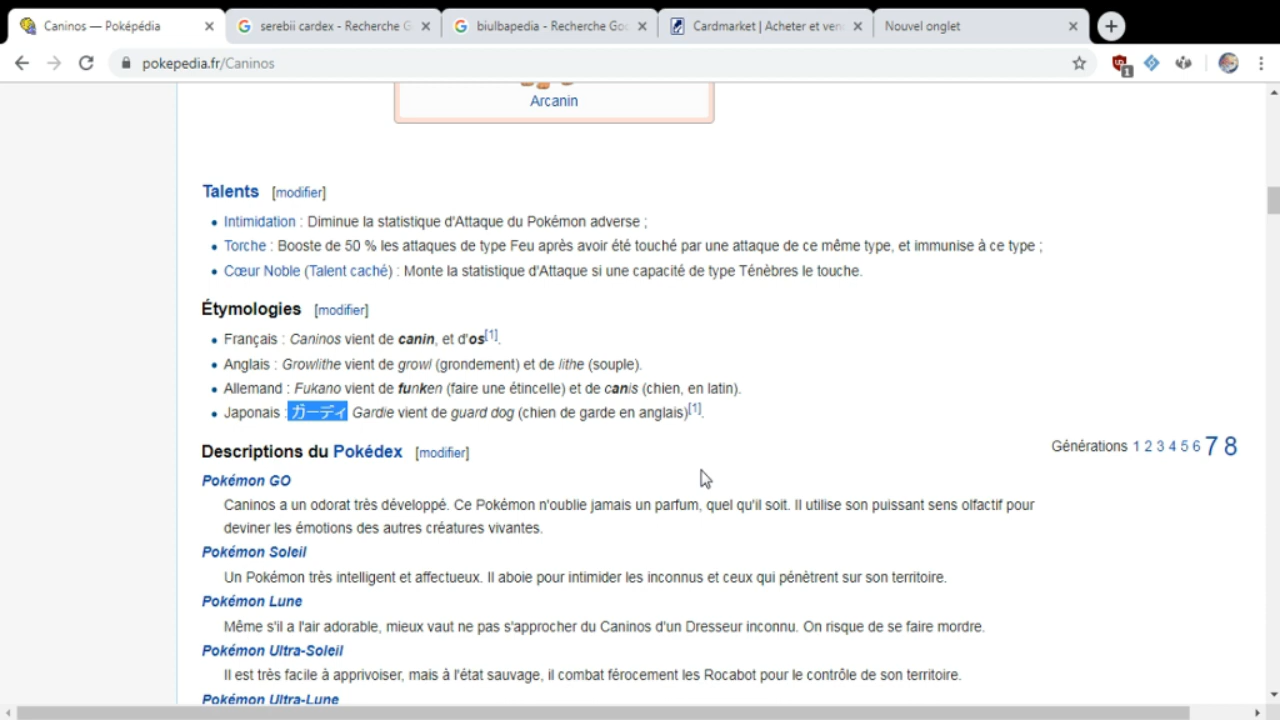 Caninos — Poképédia
serebii cardex - Recherche G
biulbapedia - Recherche Goo
Cardmarket | Acheter et ven
Nouvel onglet
pokepedia.fr/Caninos
1
Arcanin
Talents [modifier]
Intimidation : Diminue la statistique d'Attaque du Pokémon adverse ;
Torche : Booste de 50 % les attaques de type Feu après avoir été touché par une attaque de ce même type, et immunise à ce type ;
Cœur Noble (Talent caché) : Monte la statistique d'Attaque si une capacité de type Ténèbres le touche.
Étymologies [modifier]
Français : Caninos vient de canin, et d'os[1].
Anglais : Growlithe vient de growl (grondement) et de lithe (souple).
Allemand : Fukano vient de funken (faire une étincelle) et de canis (chien, en latin).
Japonais : ガーディ Gardie vient de guard dog (chien de garde en anglais)[1].
Descriptions du Pokédex [modifier]
Générations 1 2 3 4 5 6 7 8
Pokémon GO
Caninos a un odorat très développé. Ce Pokémon n'oublie jamais un parfum, quel qu'il soit. Il utilise son puissant sens olfactif pour
deviner les émotions des autres créatures vivantes.
Pokémon Soleil
Un Pokémon très intelligent et affectueux. Il aboie pour intimider les inconnus et ceux qui pénètrent sur son territoire.
Pokémon Lune
Même s'il a l'air adorable, mieux vaut ne pas s'approcher du Caninos d'un Dresseur inconnu. On risque de se faire mordre.
Pokémon Ultra-Soleil
Il est très facile à apprivoiser, mais à l'état sauvage, il combat férocement les Rocabot pour le contrôle de son territoire.
Pokémon Ultra-Lune